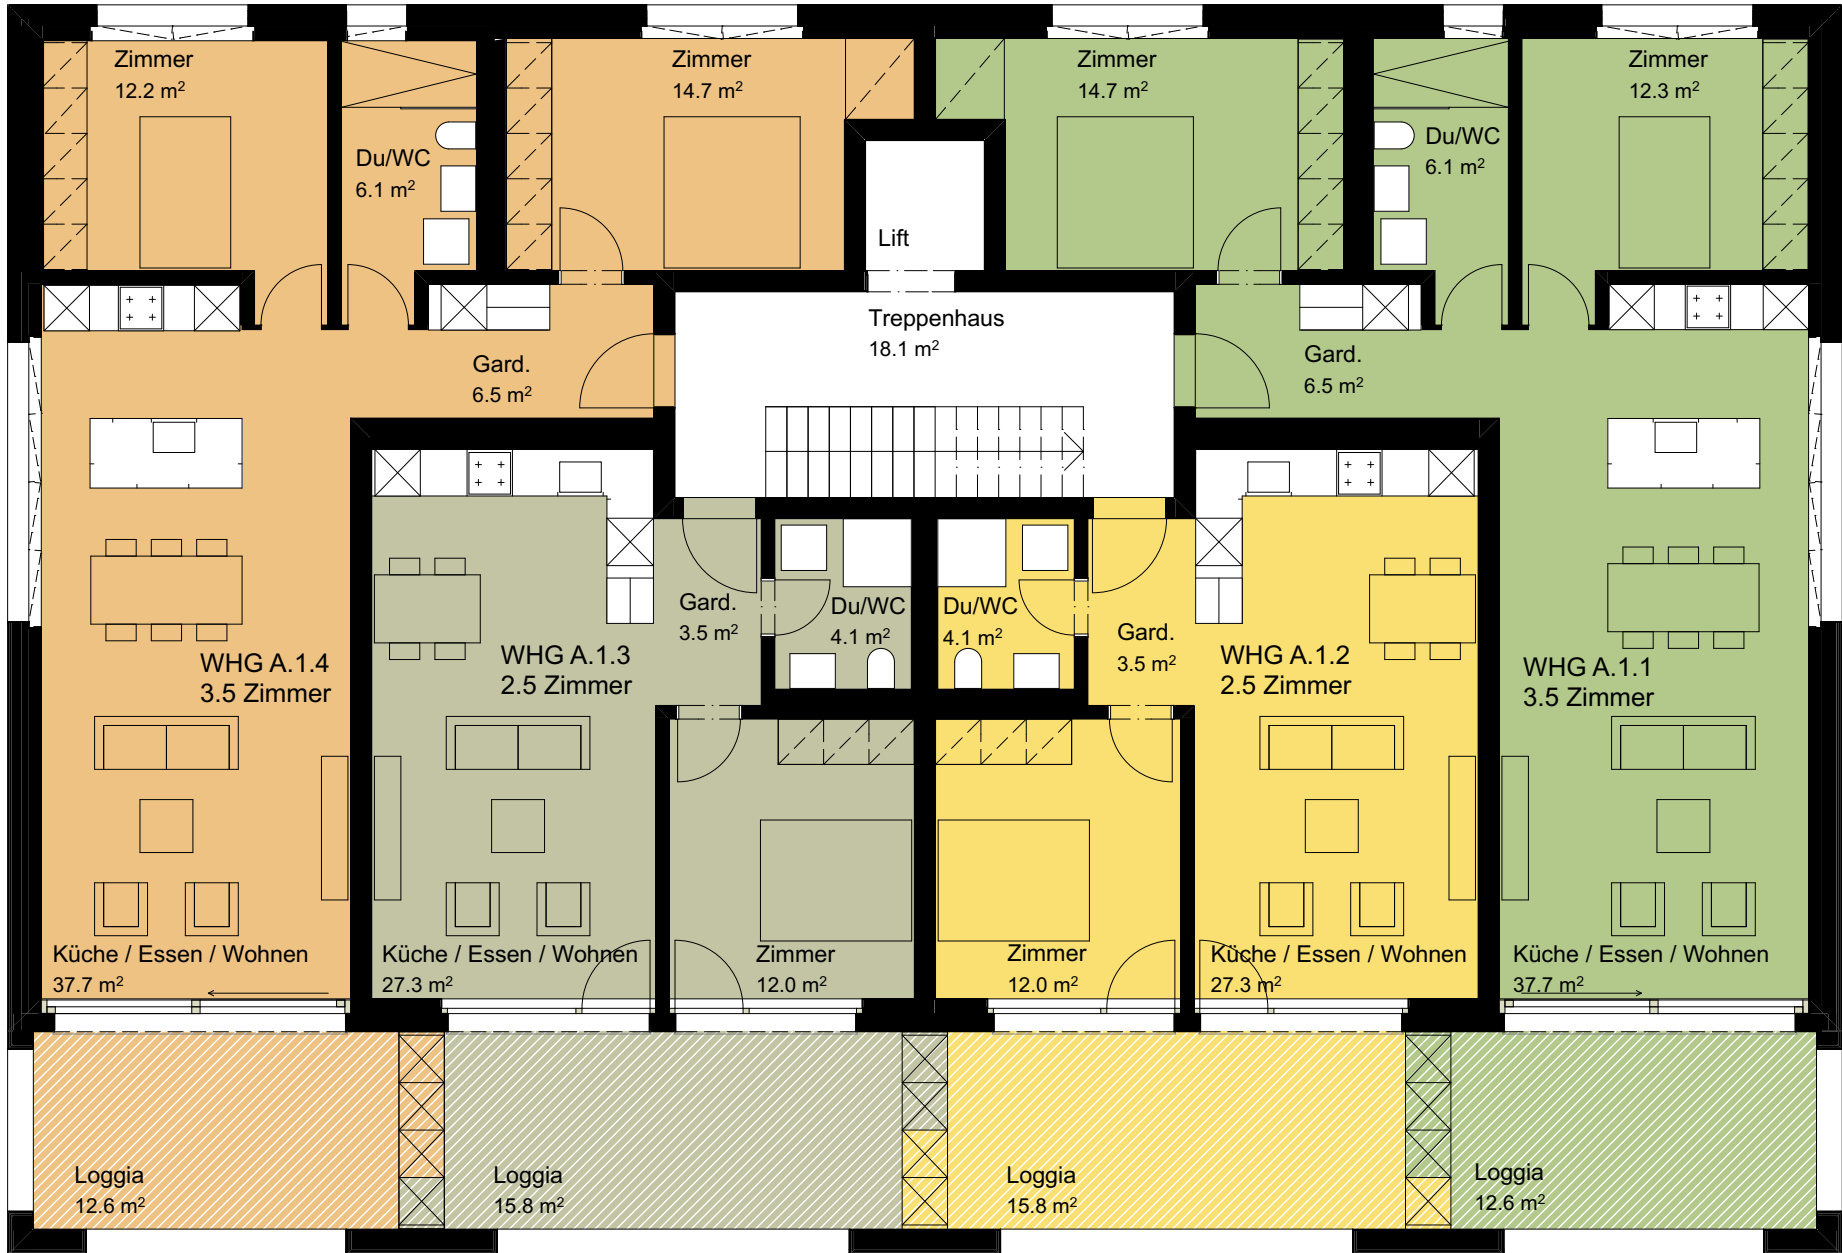 Zimmer
12.2 m²
Du/WC
6.1 m²
Zimmer
14.7 m²
Lift
Zimmer
14.7 m²
Du/WC
6.1 m²
Zimmer
12.3 m²
Treppenhaus
18.1 m²
Gard.
6.5 m²
Gard.
6.5 m²
WHG A.1.4
3.5 Zimmer
WHG A.1.3
2.5 Zimmer
Gard.
3.5 m²
Du/WC
4.1 m²
Du/WC
4.1 m²
Gard.
3.5 m²
WHG A.1.2
2.5 Zimmer
WHG A.1.1
3.5 Zimmer
Küche / Essen / Wohnen
37.7 m²
Küche / Essen / Wohnen
27.3 m²
Zimmer
12.0 m²
Zimmer
12.0 m²
Küche / Essen / Wohnen
27.3 m²
Küche / Essen / Wohnen
37.7 m²
Loggia
12.6 m²
Loggia
15.8 m²
Loggia
15.8 m²
Loggia
12.6 m²